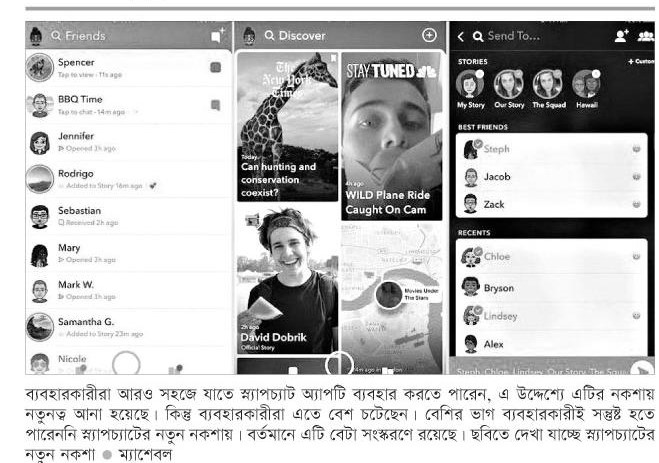 Friends
Spencer
Tap to view · 11s ago
BBQ Time
Tap to chat · 14m ago
Jennifer
Opened 3h ago
Rodrigo
Added to Story 16m ago
Sebastian
Received 2h ago
Mary
Opened 3h ago
Mark W.
Opened 3h ago
Samantha G.
Added to Story 23m ago
Nicole
Discover
The
New York
Times
Today
Can hunting and
conservation
coexist?
STAY TUNED
4h ago
WILD Plane Ride
Caught On Cam
2h ago
David Dobrik
Official Story
Movies Under
The Stars
Send To...
STORIES
+ Custom
My Story
Our Story
The Squad
Hawaii
BEST FRIENDS
Steph
Jacob
Zack
RECENTS
Chloe
Bryson
Lindsey
Alex
Steph, Chloe, Lindsey, Our Story, The Squa
ব্যবহারকারীরা আরও সহজে যাতে স্ন্যাপচ্যাট অ্যাপটি ব্যবহার করতে পারেন, এ উদ্দেশ্যে এটির নকশায়
নতুনত্ব আনা হয়েছে। কিন্তু ব্যবহারকারীরা এতে বেশ চটেছেন। বেশির ভাগ ব্যবহারকারীই সন্তুষ্ট হতে
পারেননি স্ন্যাপচ্যাটের নতুন নকশায়। বর্তমানে এটি বেটা সংস্করণে রয়েছে। ছবিতে দেখা যাচ্ছে স্ন্যাপচ্যাটের
নতুন নকশা ● ম্যাশেবল